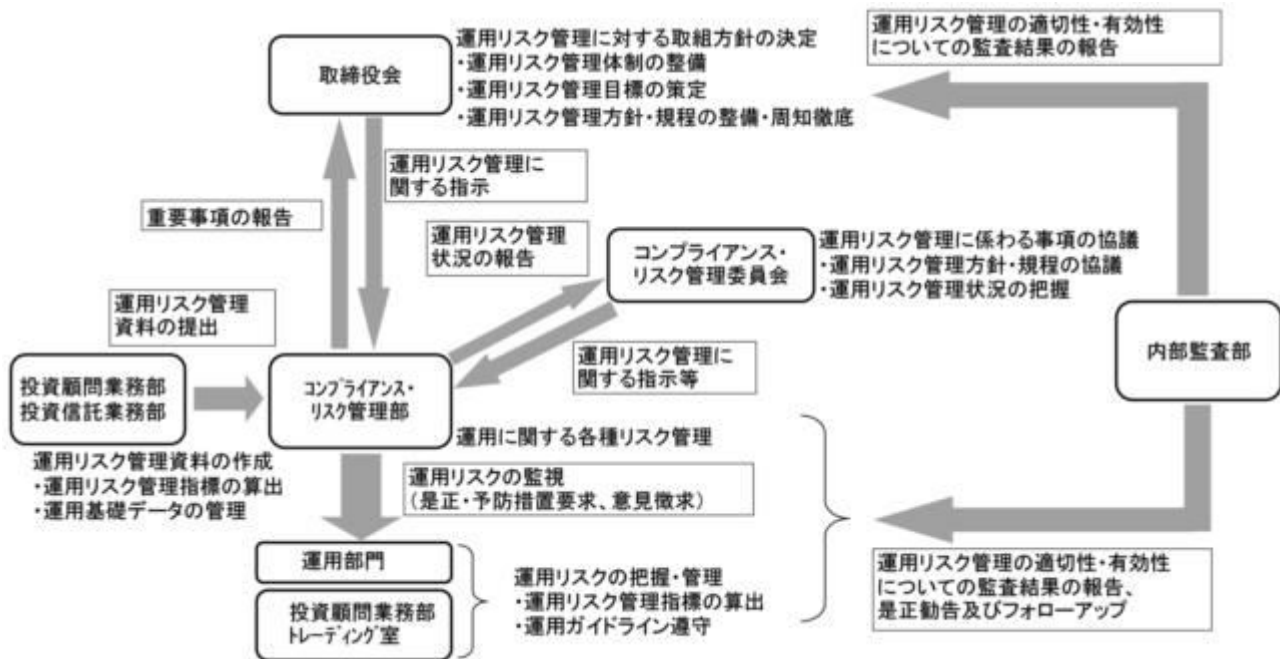 取締役会
運用リスク管理に対する取組方針の決定
・運用リスク管理体制の整備
・運用リスク管理目標の策定
・運用リスク管理方針・規程の整備・周知徹底
運用リスク管理の適切性・有効性
についての監査結果の報告
運用リスク管理に
関する指示
重要事項の報告
運用リスク管理
状況の報告
コンプライアンス・
リスク管理委員会
運用リスク管理に係わる事項の協議
・運用リスク管理方針・規程の協議
・運用リスク管理状況の把握
運用リスク管理
資料の提出
内部監査部
運用リスク管理に
関する指示等
投資顧問業務部
投資信託業務部
コンプライアンス・
リスク管理部
運用に関する各種リスク管理
運用リスク管理資料の作成
・運用リスク管理指標の算出
・運用基礎データの管理
運用リスクの監視
（是正・予防措置要求、意見徴求）
運用部門
投資顧問業務部
トレーディング室
運用リスクの把握・管理
・運用リスク管理指標の算出
・運用ガイドライン遵守
運用リスク管理の適切性・有効性
についての監査結果の報告、
是正勧告及びフォローアップ